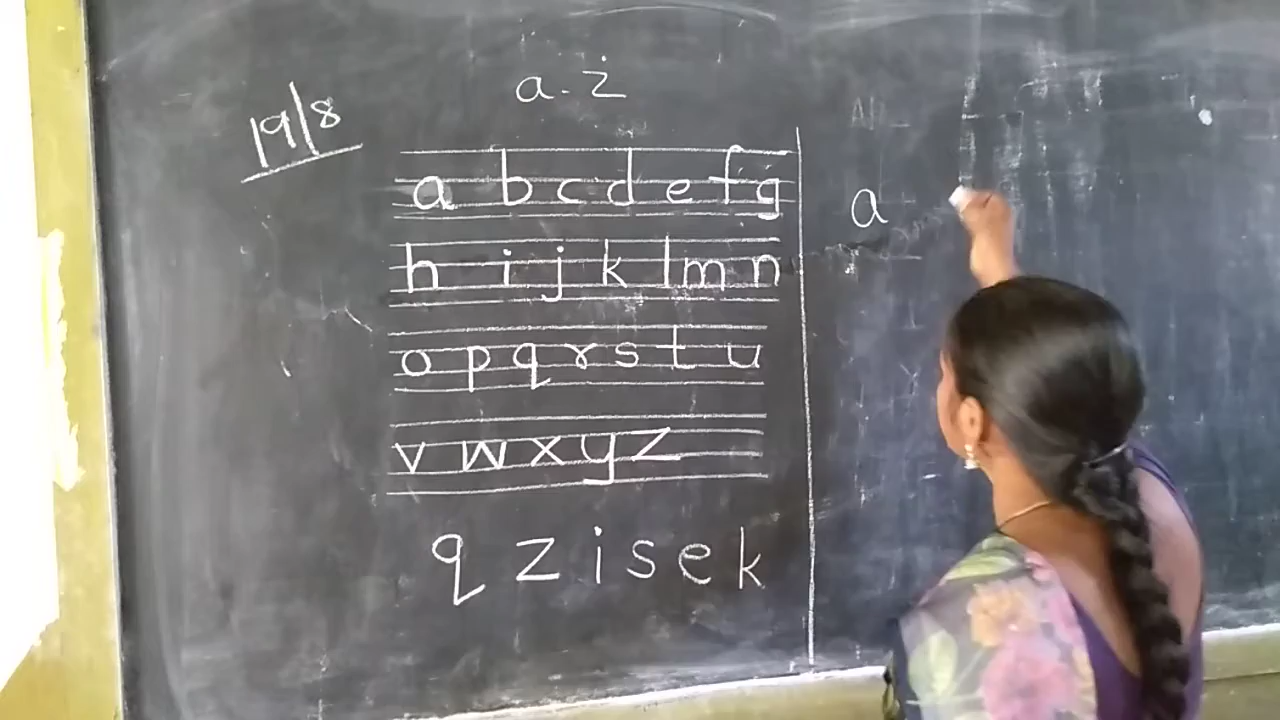 19/8
a-z
a b c d e f g
h i j k l m n
o p q r s t u
v w x y z
q z i s e k
a